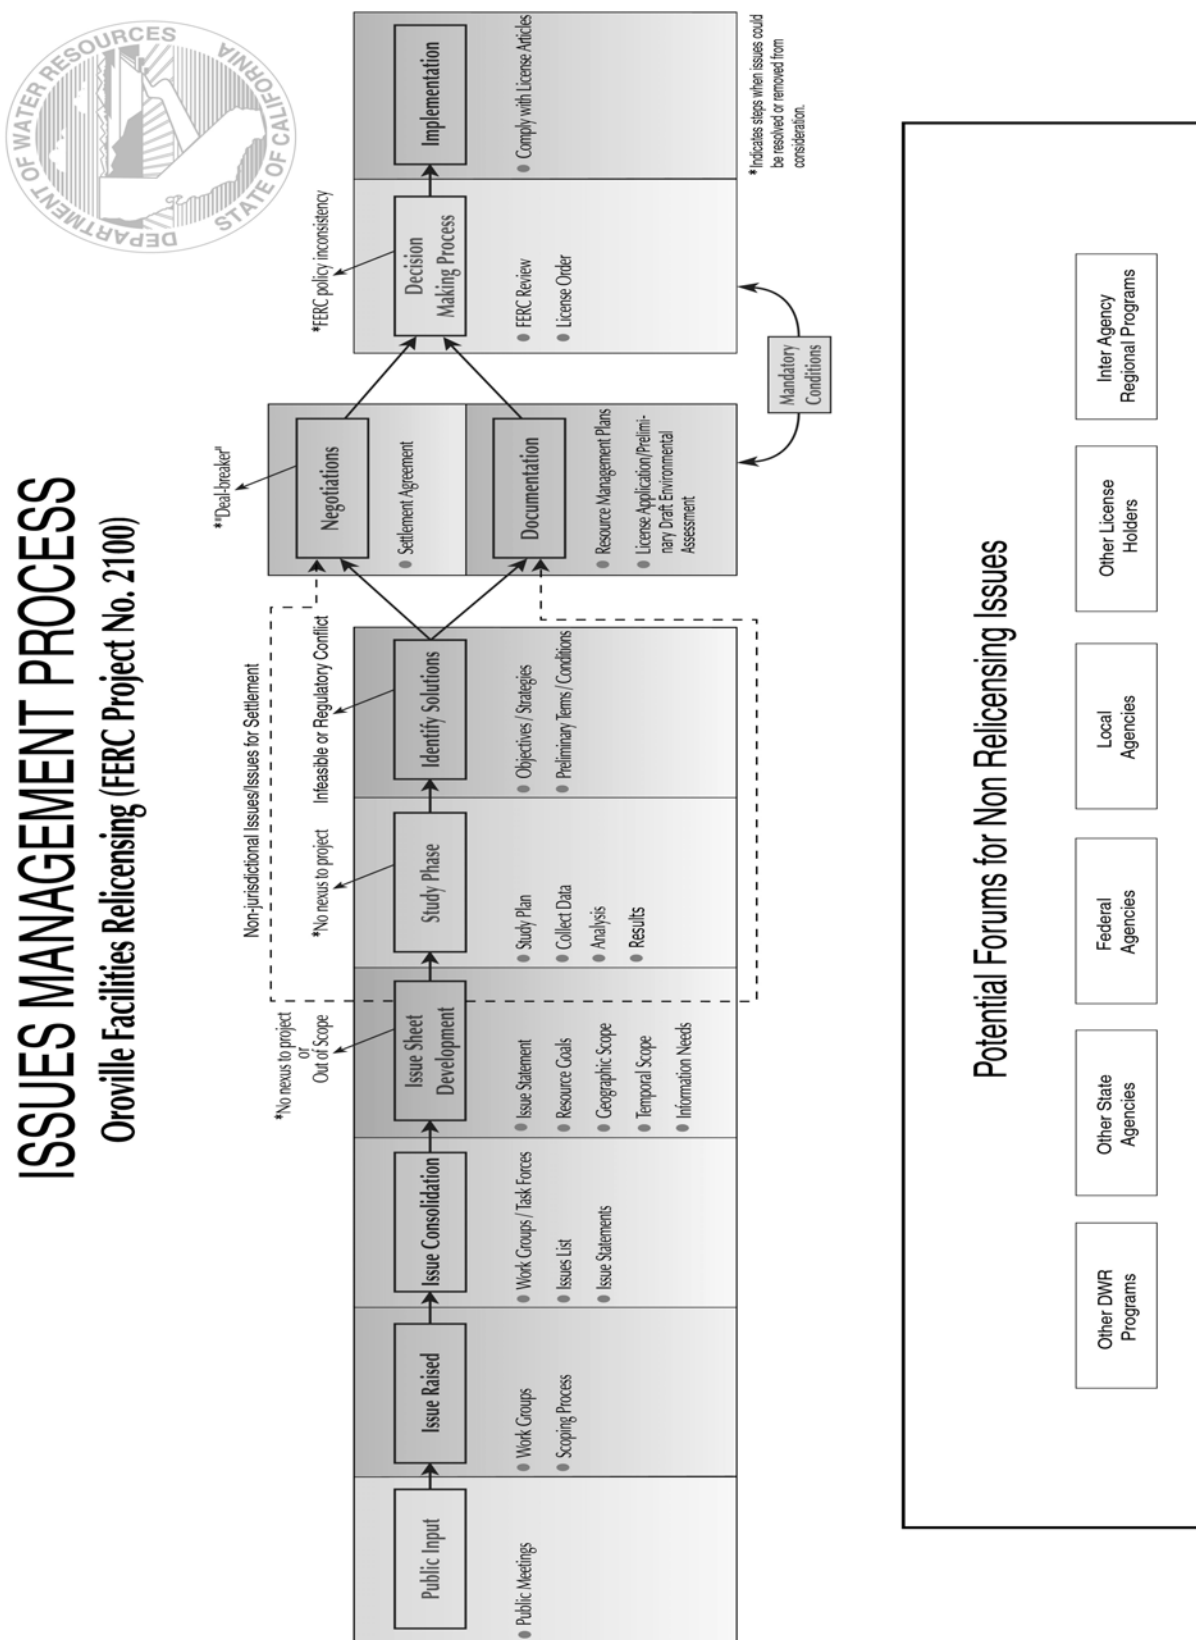 ISSUES MANAGEMENT PROCESS
Oroville Facilities Relicensing (FERC Project No. 2100)
DEPARTMENT OF WATER RESOURCES
STATE OF CALIFORNIA
Public Input
Public Meetings
Issue Raised
Work Groups
Scoping Process
Issue Consolidation
Work Groups / Task Forces
Issues List
Issue Statements
*No nexus to project
or
Out of Scope
Issue Sheet
Development
Issue Statement
Resource Goals
Geographic Scope
Temporal Scope
Information Needs
Non-jurisdictional Issues/Issues for Settlement
*No nexus to project
Study Phase
Study Plan
Collect Data
Analysis
Results
Infeasible or Regulatory Conflict
Identify Solutions
Objectives / Strategies
Preliminary Terms / Conditions
*"Deal-breaker"
Negotiations
Settlement Agreement
Documentation
Resource Management Plans
License Application/Prelimi-
nary Draft Environmental
Assessment
*FERC policy inconsistency
Decision
Making Process
FERC Review
License Order
Mandatory
Conditions
Implementation
Comply with License Articles
*Indicates steps when issues could
be resolved or removed from
consideration.
Potential Forums for Non Relicensing Issues
Other DWR
Programs
Other State
Agencies
Federal
Agencies
Local
Agencies
Other License
Holders
Inter Agency
Regional Programs